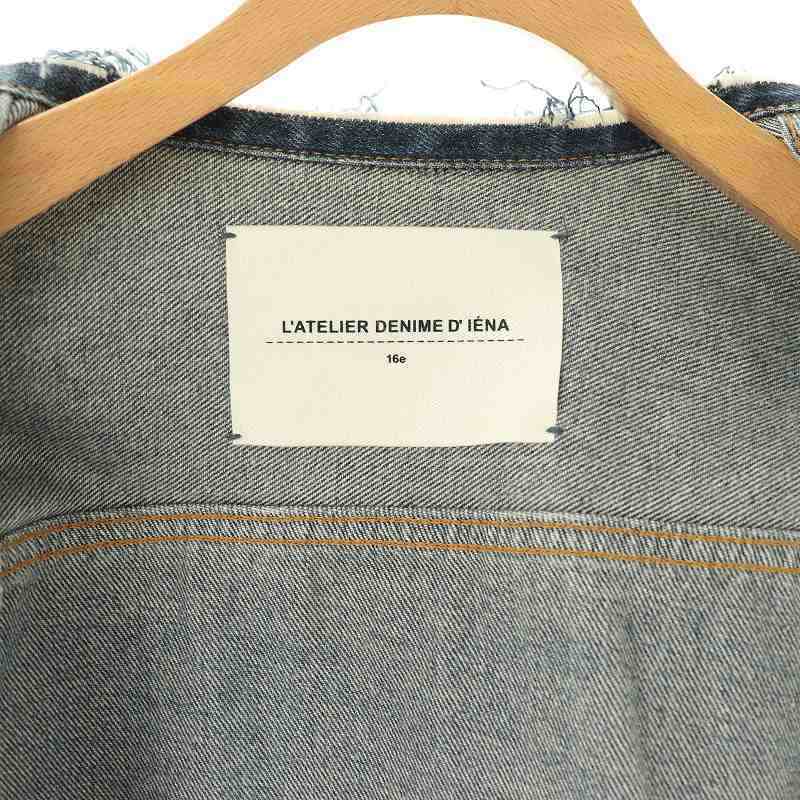 L'ATELIER DENIME D' IÉNA
16e